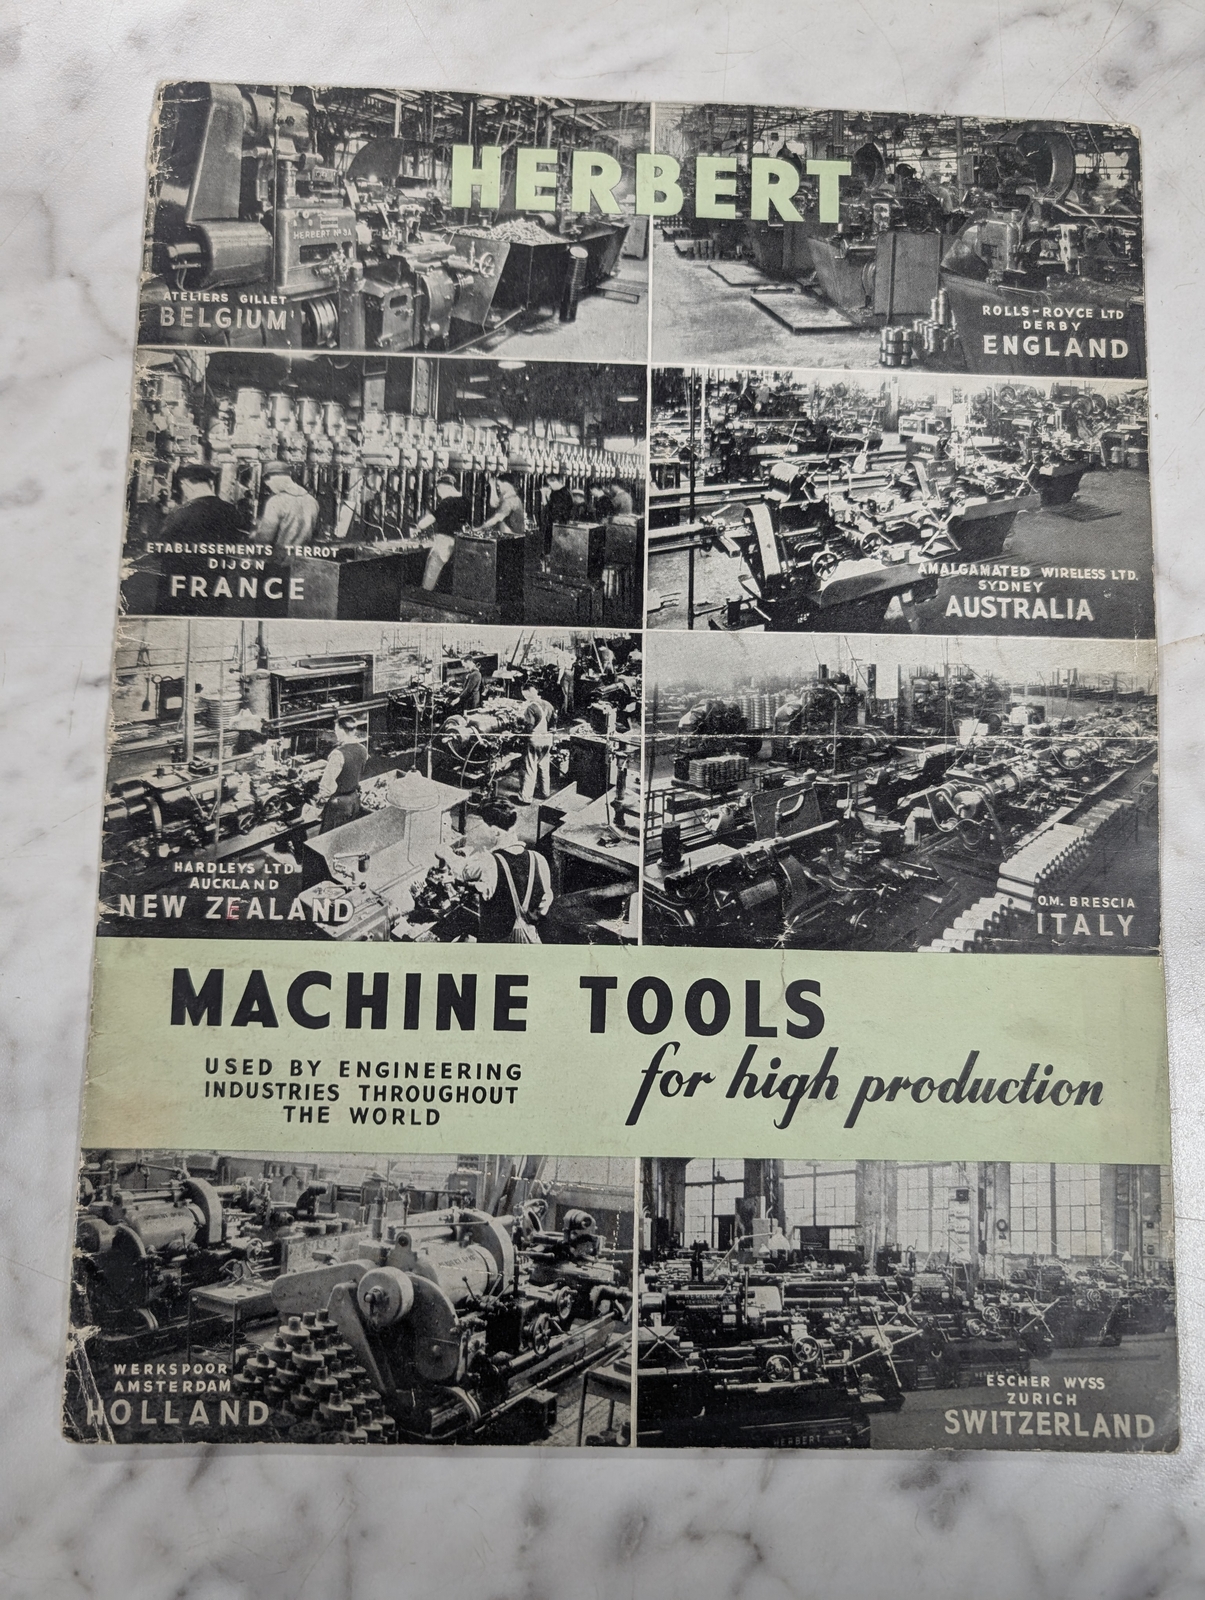 HERBERT
HERBERT Nº 3A
ATELIERS GILLET
BELGIUM
ROLLS-ROYCE LTD
DERBY
ENGLAND
ETABLISSEMENTS TERROT
DIJON
FRANCE
AMALGAMATED WIRELESS LTD.
SYDNEY
AUSTRALIA
HARDLEYS LTD
AUCKLAND
NEW ZEALAND
O.M. BRESCIA
ITALY
MACHINE TOOLS
USED BY ENGINEERING
INDUSTRIES THROUGHOUT
THE WORLD
for high production
WERKSPOOR
AMSTERDAM
HOLLAND
ESCHER WYSS
ZURICH
SWITZERLAND
HERBERT